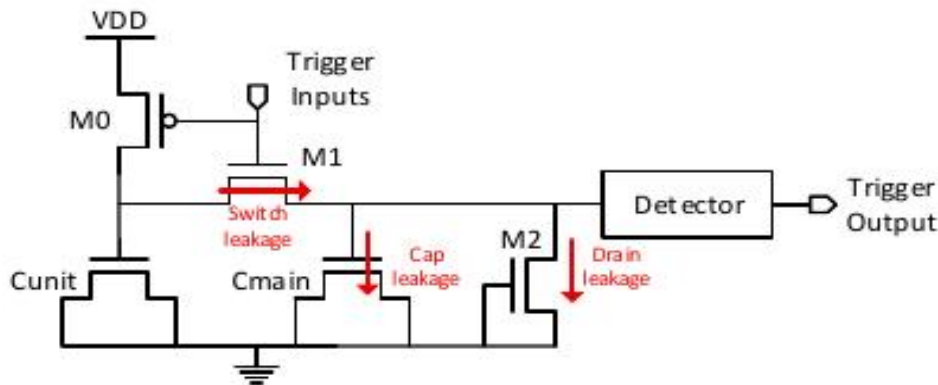 VDD
Trigger
Inputs
M0
M1
Switch
leakage
Cunit
Cmain
Cap
leakage
M2
Drain
leakage
Detector
Trigger
Output